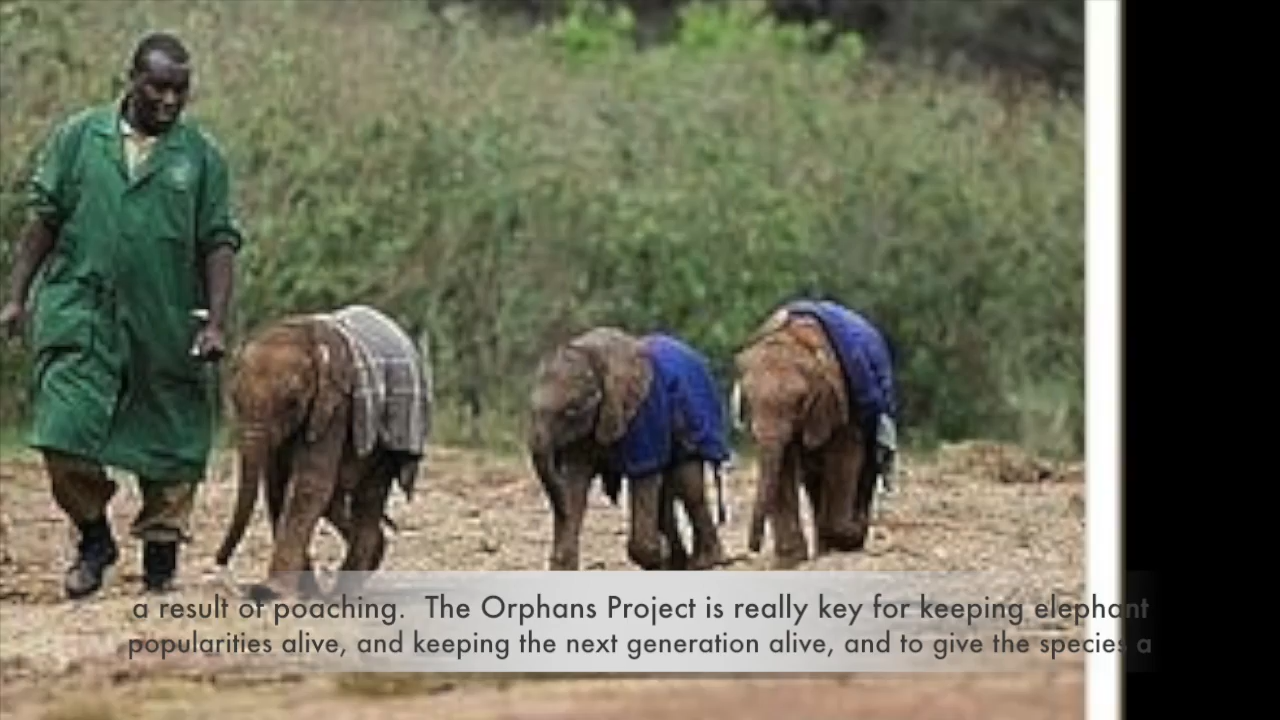 a result of poaching. The Orphans Project is really key for keeping elephant
popularities alive, and keeping the next generation alive, and to give the species a